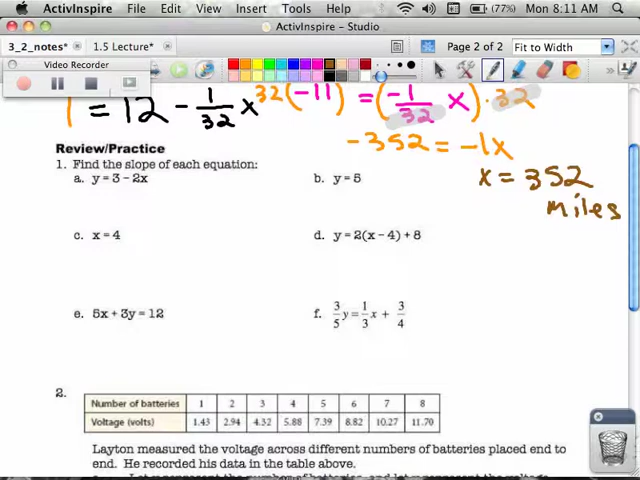 ActivInspire File Edit View Insert Tools Help (77%) Mon 8:11 AM
ActivInspire - Studio
3_2_notes* 1.5 Lecture* Page 2 of 2 Fit to Width
Video Recorder
1 = 12 - 1/32 x 32(-11) = (-1/32 x) · 32
-352 = -1x
x = 352
miles
Review/Practice
1. Find the slope of each equation:
a. y = 3 – 2x b. y = 5
c. x = 4 d. y = 2(x – 4) + 8
e. 5x + 3y = 12 f. 3/5 y = 1/3 x + 3/4
2.
Number of batteries 1 2 3 4 5 6 7 8
Voltage (volts) 1.43 2.94 4.32 5.88 7.39 8.82 10.27 11.70
Layton measured the voltage across different numbers of batteries placed end to
end. He recorded his data in the table above.